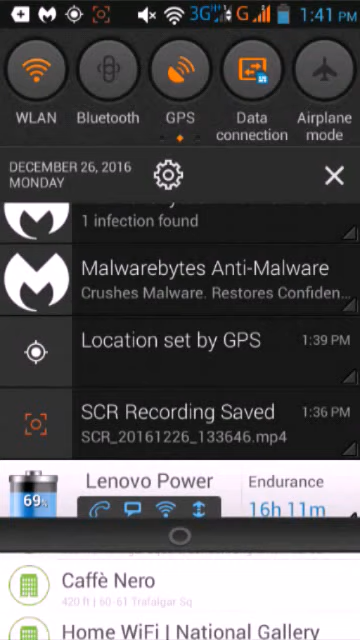 3G G 1:41 PM
WLAN Bluetooth GPS Data connection Airplane mode
DECEMBER 26, 2016
MONDAY
1 infection found
Malwarebytes Anti-Malware
Crushes Malware. Restores Confiden...
Location set by GPS 1:39 PM
SCR Recording Saved 1:36 PM
SCR_20161226_133646.mp4
69%
Lenovo Power Endurance
16h 11m
Caffè Nero
420 ft | 60-61 Trafalgar Sq
Home WiFi | National Gallery